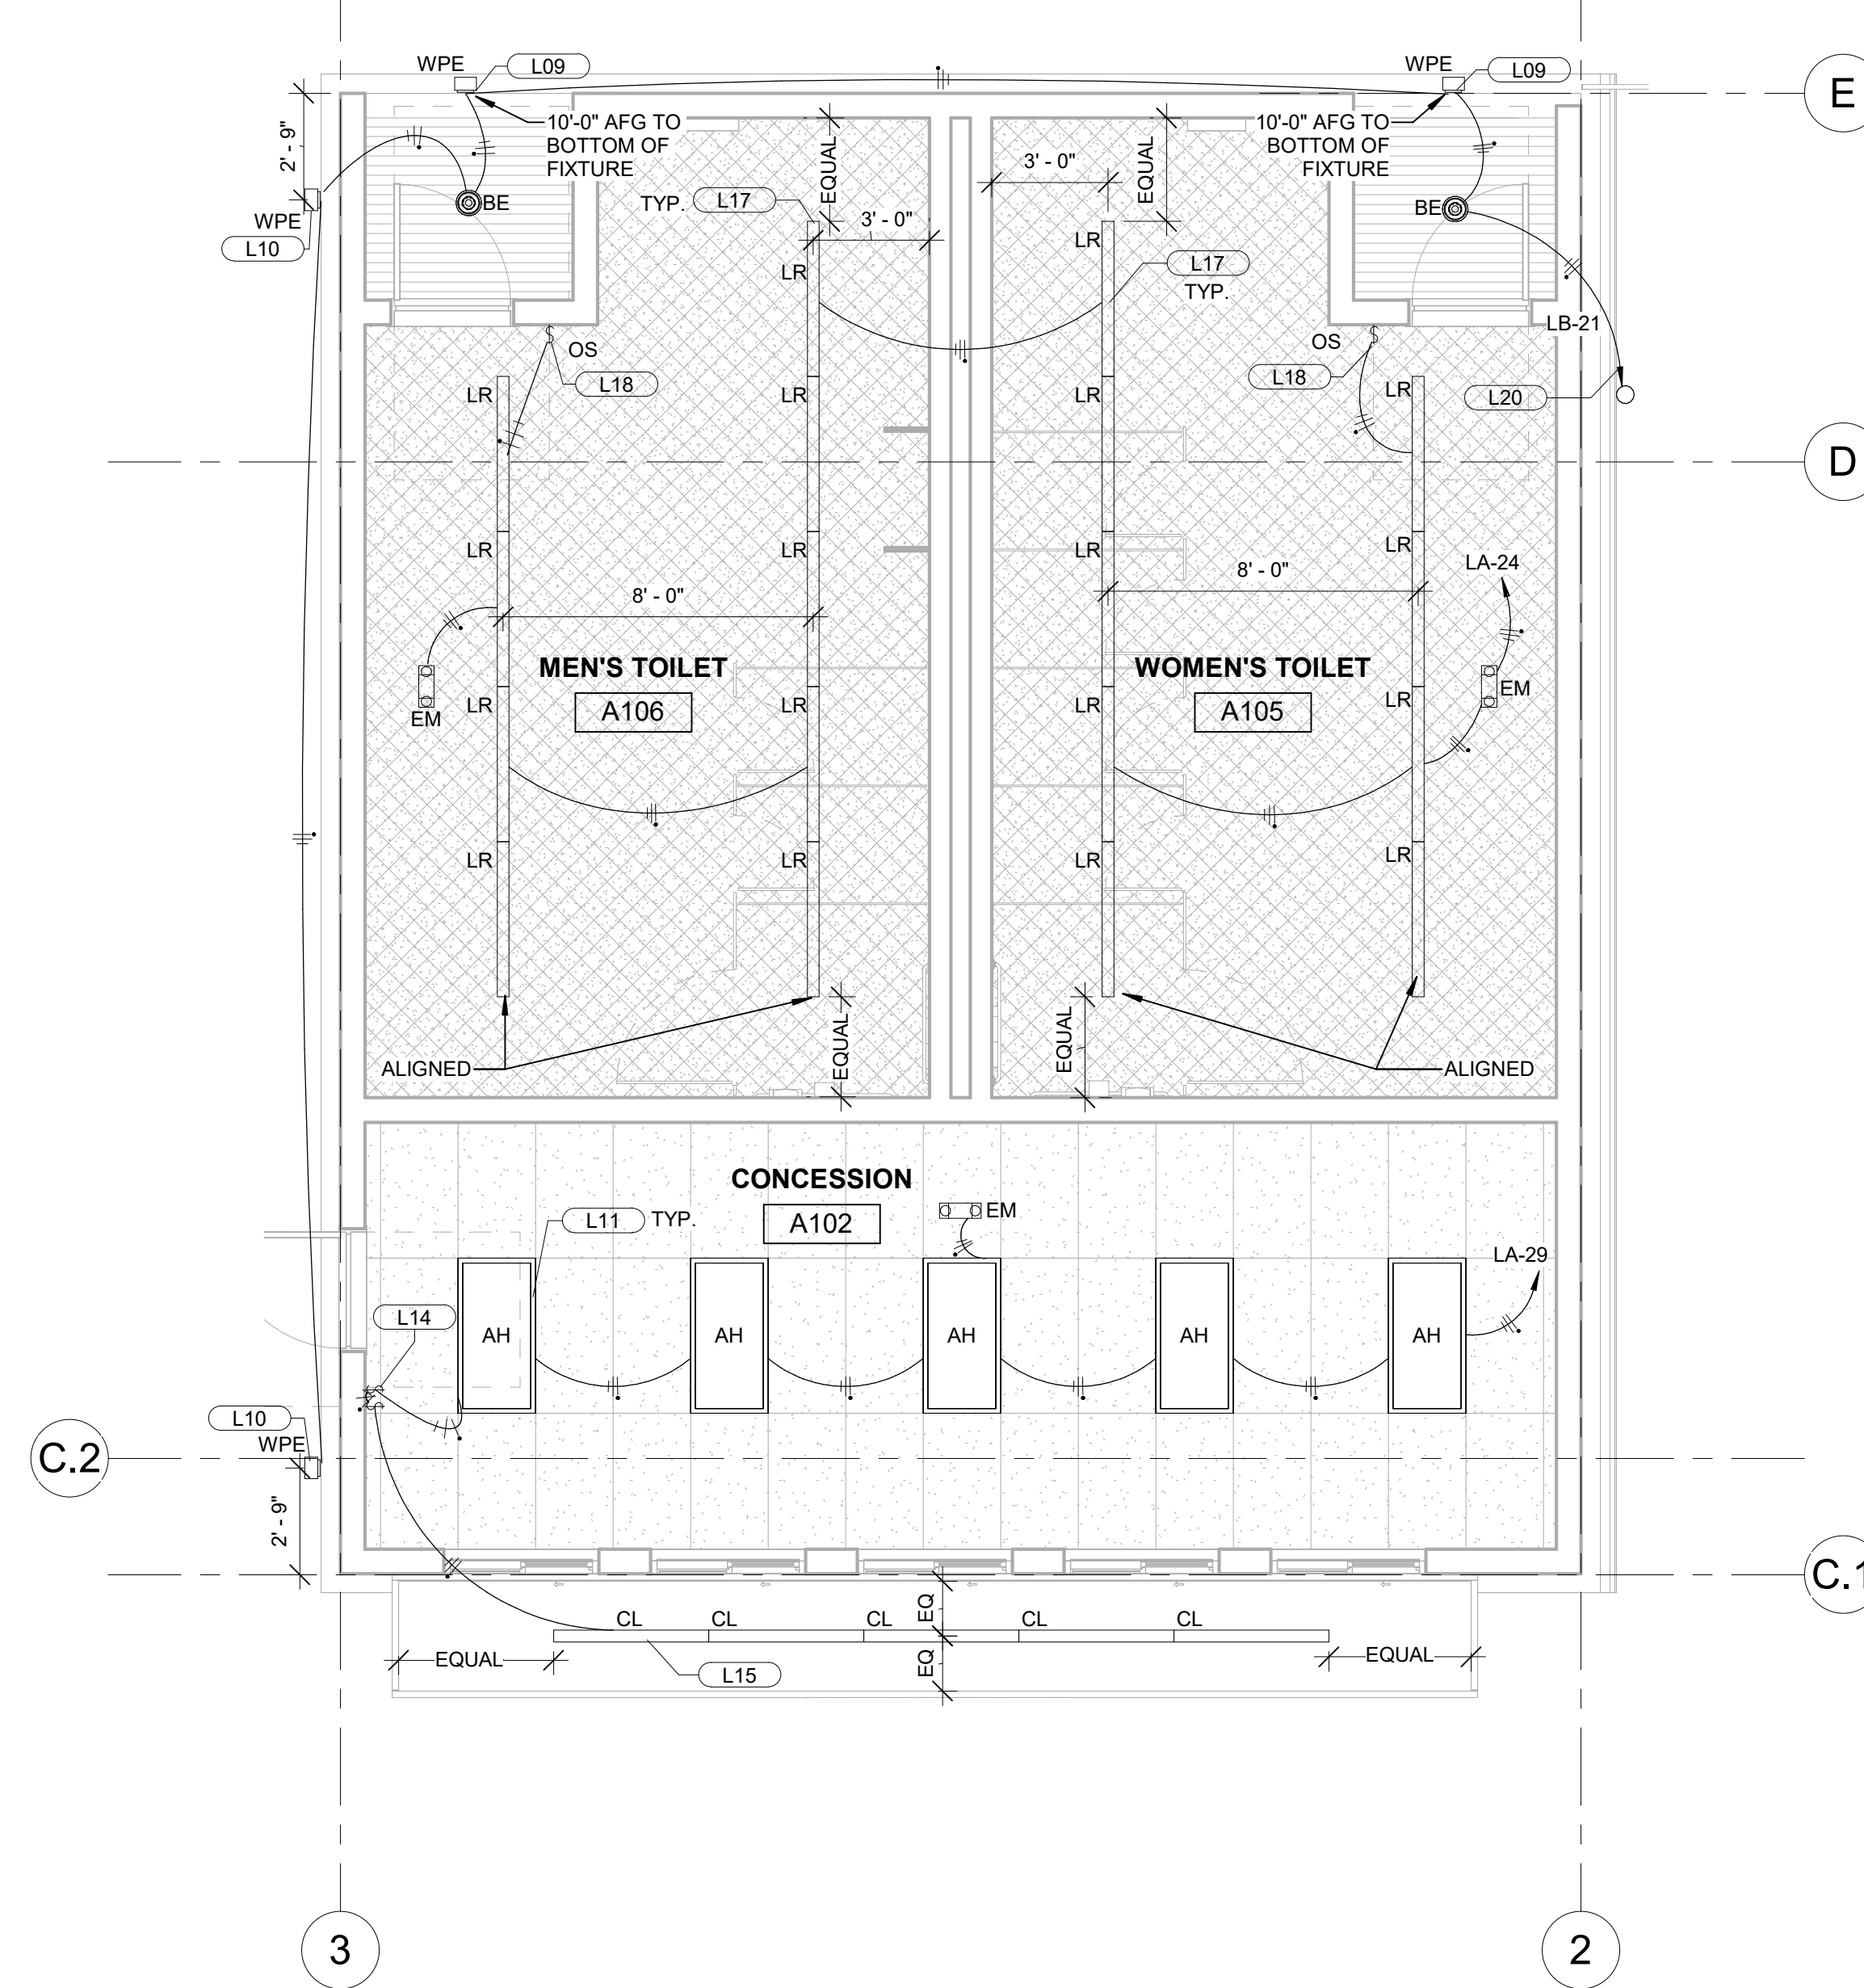 WPE
L09
WPE
L09
E
10'-0" AFG TO
BOTTOM OF
FIXTURE
10'-0" AFG TO
BOTTOM OF
FIXTURE
2' - 9"
EQUAL
3' - 0"
EQUAL
BE
TYP.
L17
3' - 0"
BE
WPE
L10
LR
LR
L17
TYP.
LB-21
OS
L18
OS
L18
L20
LR
LR
LR
LR
D
LR
LR
LR
LR
LA-24
8' - 0"
8' - 0"
MEN'S TOILET
A106
WOMEN'S TOILET
A105
EM
EM
LR
LR
LR
LR
LR
LR
LR
LR
EQUAL
EQUAL
ALIGNED
ALIGNED
CONCESSION
A102
L11
TYP.
EM
LA-29
L14
AH
AH
AH
AH
AH
L10
WPE
C.2
2' - 9"
C.1
CL
CL
CL
CL
CL
EQ
EQ
EQUAL
EQUAL
L15
3
2